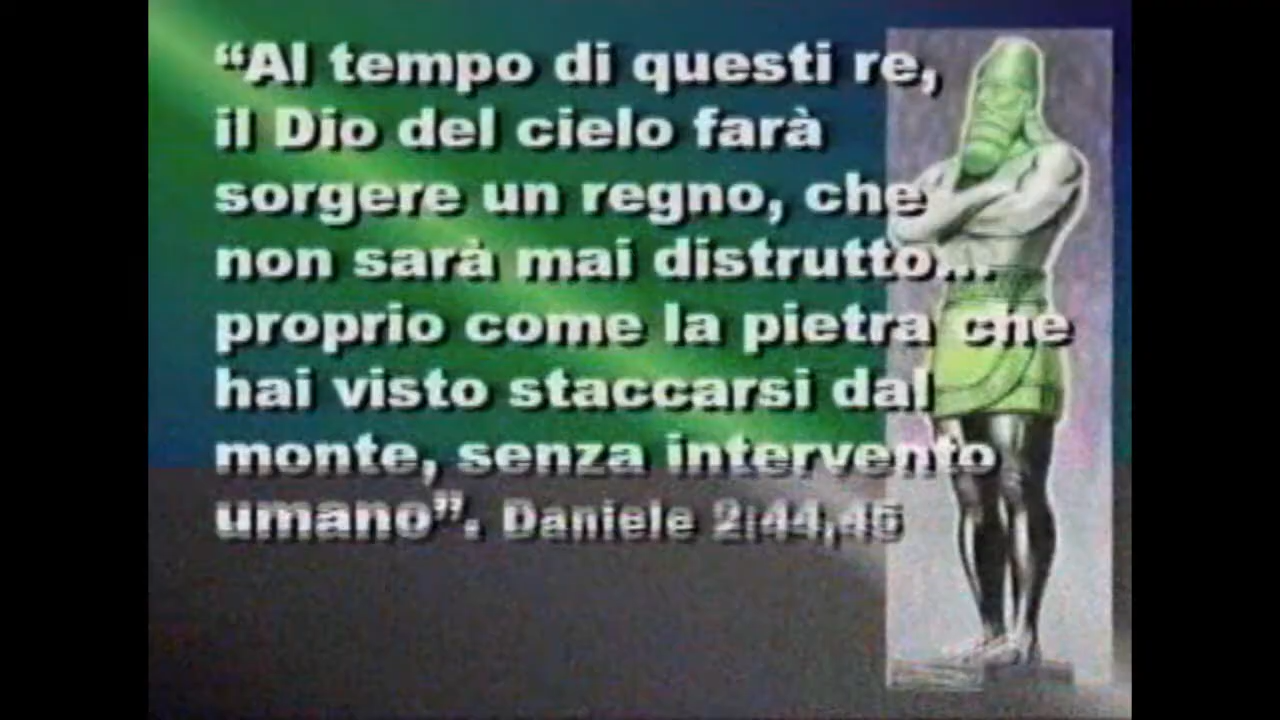 “Al tempo di questi re,
il Dio del cielo farà
sorgere un regno, che
non sarà mai distrutto...
proprio come la pietra che
hai visto staccarsi dal
monte, senza intervento
umano”. Daniele 2:44,45